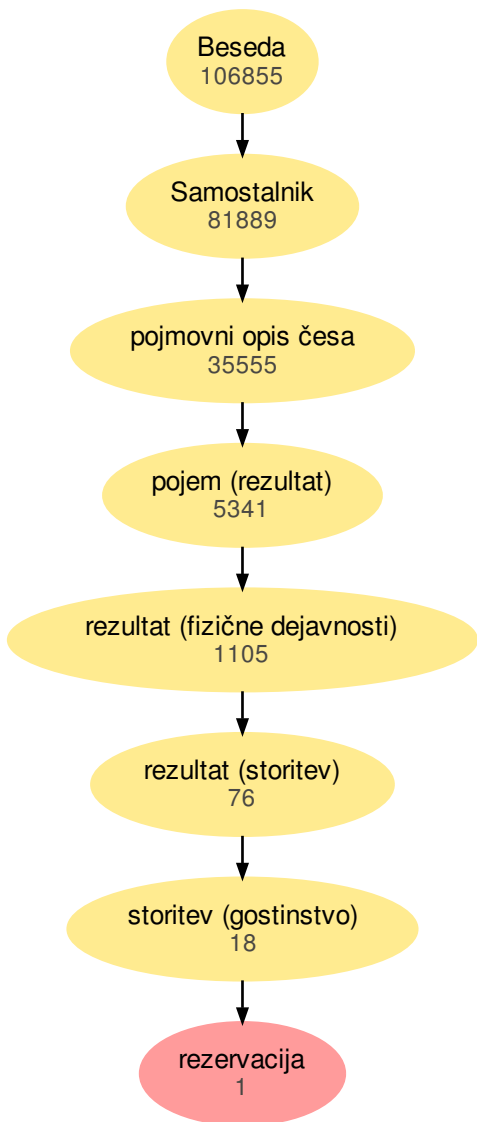 Beseda
106855
Samostalnik
81889
pojmovni opis česa
35555
pojem (rezultat)
5341
rezultat (fizične dejavnosti)
1105
rezultat (storitev)
76
storitev (gostinstvo)
18
rezervacija
1